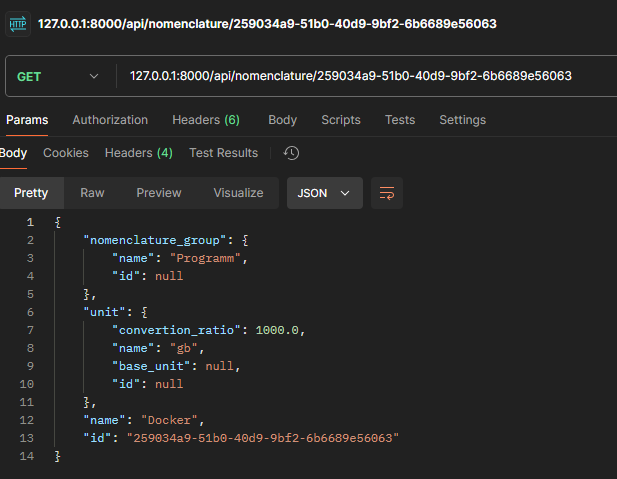 HTTP 127.0.0.1:8000/api/nomenclature/259034a9-51b0-40d9-9bf2-6b6689e56063
GET 127.0.0.1:8000/api/nomenclature/259034a9-51b0-40d9-9bf2-6b6689e56063
Params Authorization Headers (6) Body Scripts Tests Settings
Body Cookies Headers (4) Test Results
Pretty Raw Preview Visualize JSON
1 {
2 "nomenclature_group": {
3 "name": "Programm",
4 "id": null
5 },
6 "unit": {
7 "convertion_ratio": 1000.0,
8 "name": "gb",
9 "base_unit": null,
10 "id": null
11 },
12 "name": "Docker",
13 "id": "259034a9-51b0-40d9-9bf2-6b6689e56063"
14 }